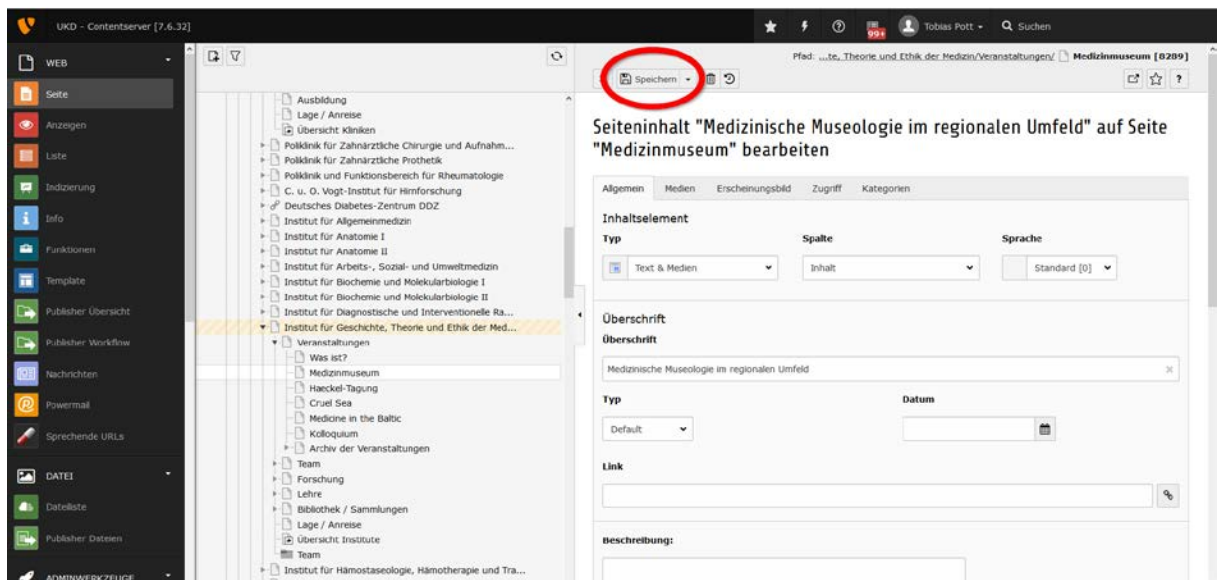 UKD - Contentserver [7.6.32]
99+
Tobias Pott
Suchen
WEB
Seite
Anzeigen
Liste
Indizierung
Info
Funktionen
Template
Publisher Übersicht
Publisher Workflow
Nachrichten
Powermail
Sprechende URLs
DATEI
Dateiliste
Publisher Dateien
ADMINWERKZEUGE
Ausbildung
Lage / Anreise
Übersicht Kliniken
Poliklinik für Zahnärztliche Chirurgie und Aufnahm...
Poliklinik für Zahnärztliche Prothetik
Poliklinik und Funktionsbereich für Rheumatologie
C. u. O. Vogt-Institut für Hirnforschung
Deutsches Diabetes-Zentrum DDZ
Institut für Allgemeinmedizin
Institut für Anatomie I
Institut für Anatomie II
Institut für Arbeits-, Sozial- und Umweltmedizin
Institut für Biochemie und Molekularbiologie I
Institut für Biochemie und Molekularbiologie II
Institut für Diagnostische und Interventionelle Ra...
Institut für Geschichte, Theorie und Ethik der Med...
Veranstaltungen
Was ist?
Medizinmuseum
Haeckel-Tagung
Cruel Sea
Medicine in the Baltic
Kolloquium
Archiv der Veranstaltungen
Team
Forschung
Lehre
Bibliothek / Sammlungen
Lage / Anreise
Übersicht Institute
Team
Institut für Hämostaseologie, Hämotherapie und Tra...
Pfad: ...te, Theorie und Ethik der Medizin/Veranstaltungen/ Medizinmuseum [8289]
Speichern
Seiteninhalt "Medizinische Museologie im regionalen Umfeld" auf Seite
"Medizinmuseum" bearbeiten
Allgemein Medien Erscheinungsbild Zugriff Kategorien
Inhaltselement
Typ Spalte Sprache
Text & Medien Inhalt Standard [0]
Überschrift
Überschrift
Medizinische Museologie im regionalen Umfeld
Typ Datum
Default
Link
Beschreibung: